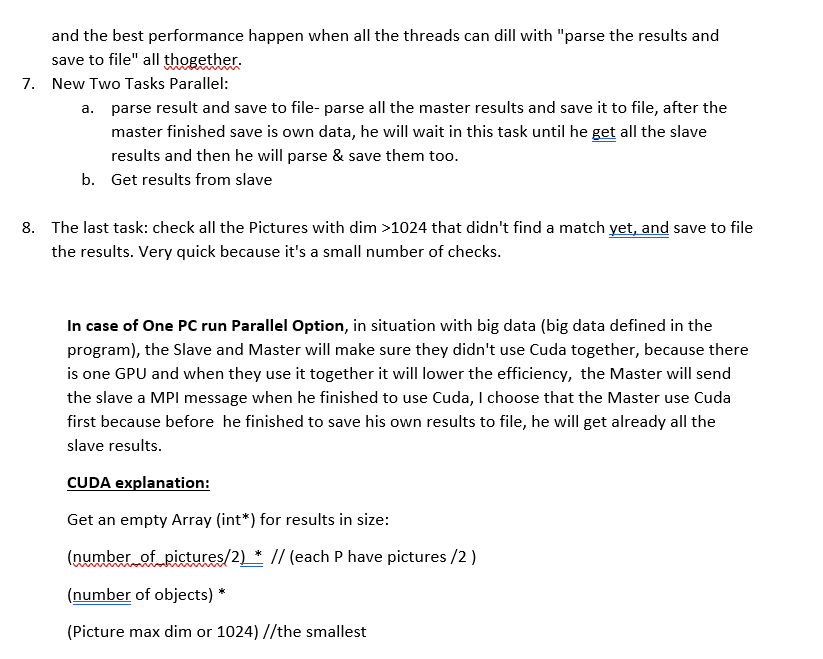 and the best performance happen when all the threads can dill with "parse the results and
save to file" all thogether.
7. New Two Tasks Parallel:
a. parse result and save to file- parse all the master results and save it to file, after the
master finished save is own data, he will wait in this task until he get all the slave
results and then he will parse & save them too.
b. Get results from slave
8. The last task: check all the Pictures with dim >1024 that didn't find a match yet, and save to file
the results. Very quick because it's a small number of checks.
In case of One PC run Parallel Option, in situation with big data (big data defined in the
program), the Slave and Master will make sure they didn't use Cuda together, because there
is one GPU and when they use it together it will lower the efficiency, the Master will send
the slave a MPI message when he finished to use Cuda, I choose that the Master use Cuda
first because before he finished to save his own results to file, he will get already all the
slave results.
CUDA explanation:
Get an empty Array (int*) for results in size:
(number_of_pictures/2) * // (each P have pictures /2 )
(number of objects) *
(Picture max dim or 1024) //the smallest